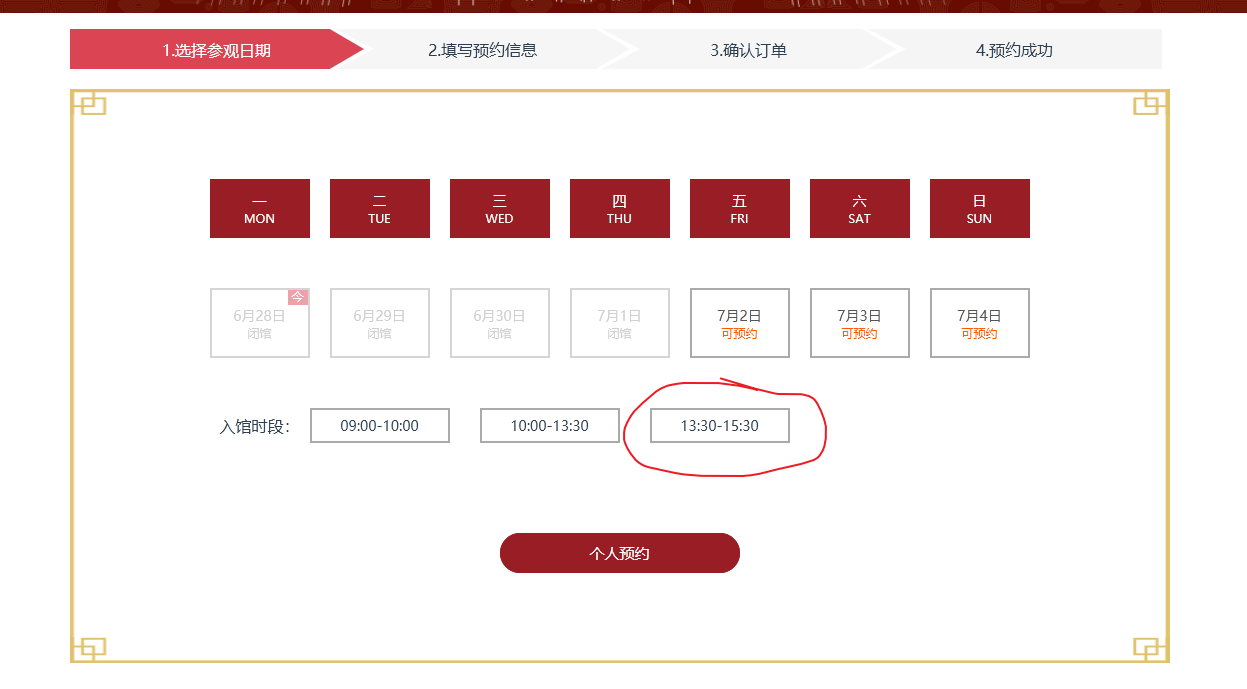 1.选择参观日期 2.填写预约信息 3.确认订单 4.预约成功
一 二 三 四 五 六 日
MON TUE WED THU FRI SAT SUN
今
6月28日 6月29日 6月30日 7月1日 7月2日 7月3日 7月4日
闭馆 闭馆 闭馆 闭馆 可预约 可预约 可预约
入馆时段： 09:00-10:00 10:00-13:30 13:30-15:30
个人预约